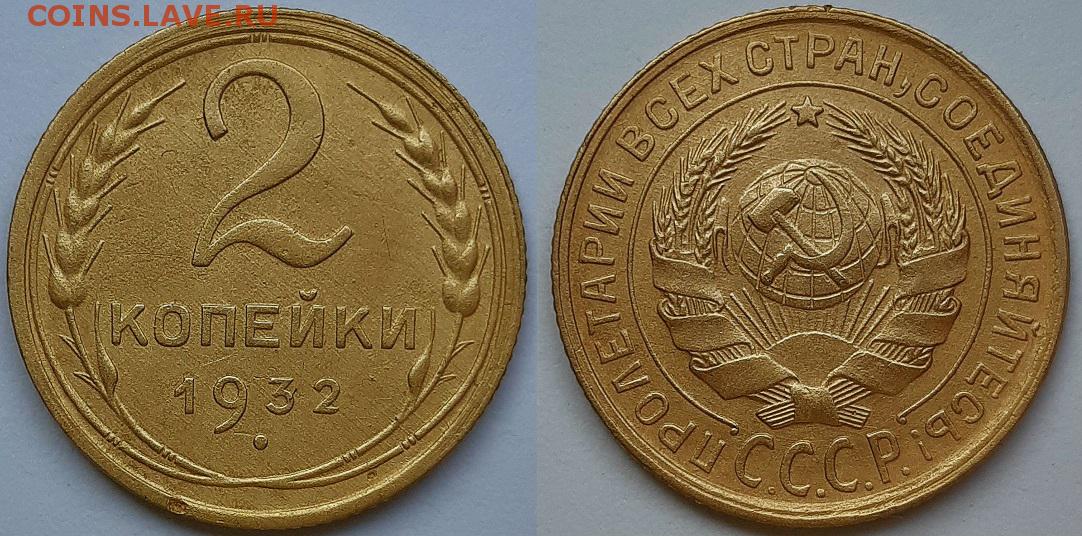 COINS.LAVE.RU
2
КОПЕЙКИ
1932
ПРОЛЕТАРИИ ВСЕХ СТРАН, СОЕДИНЯЙТЕСЬ!
С.С.С.Р.